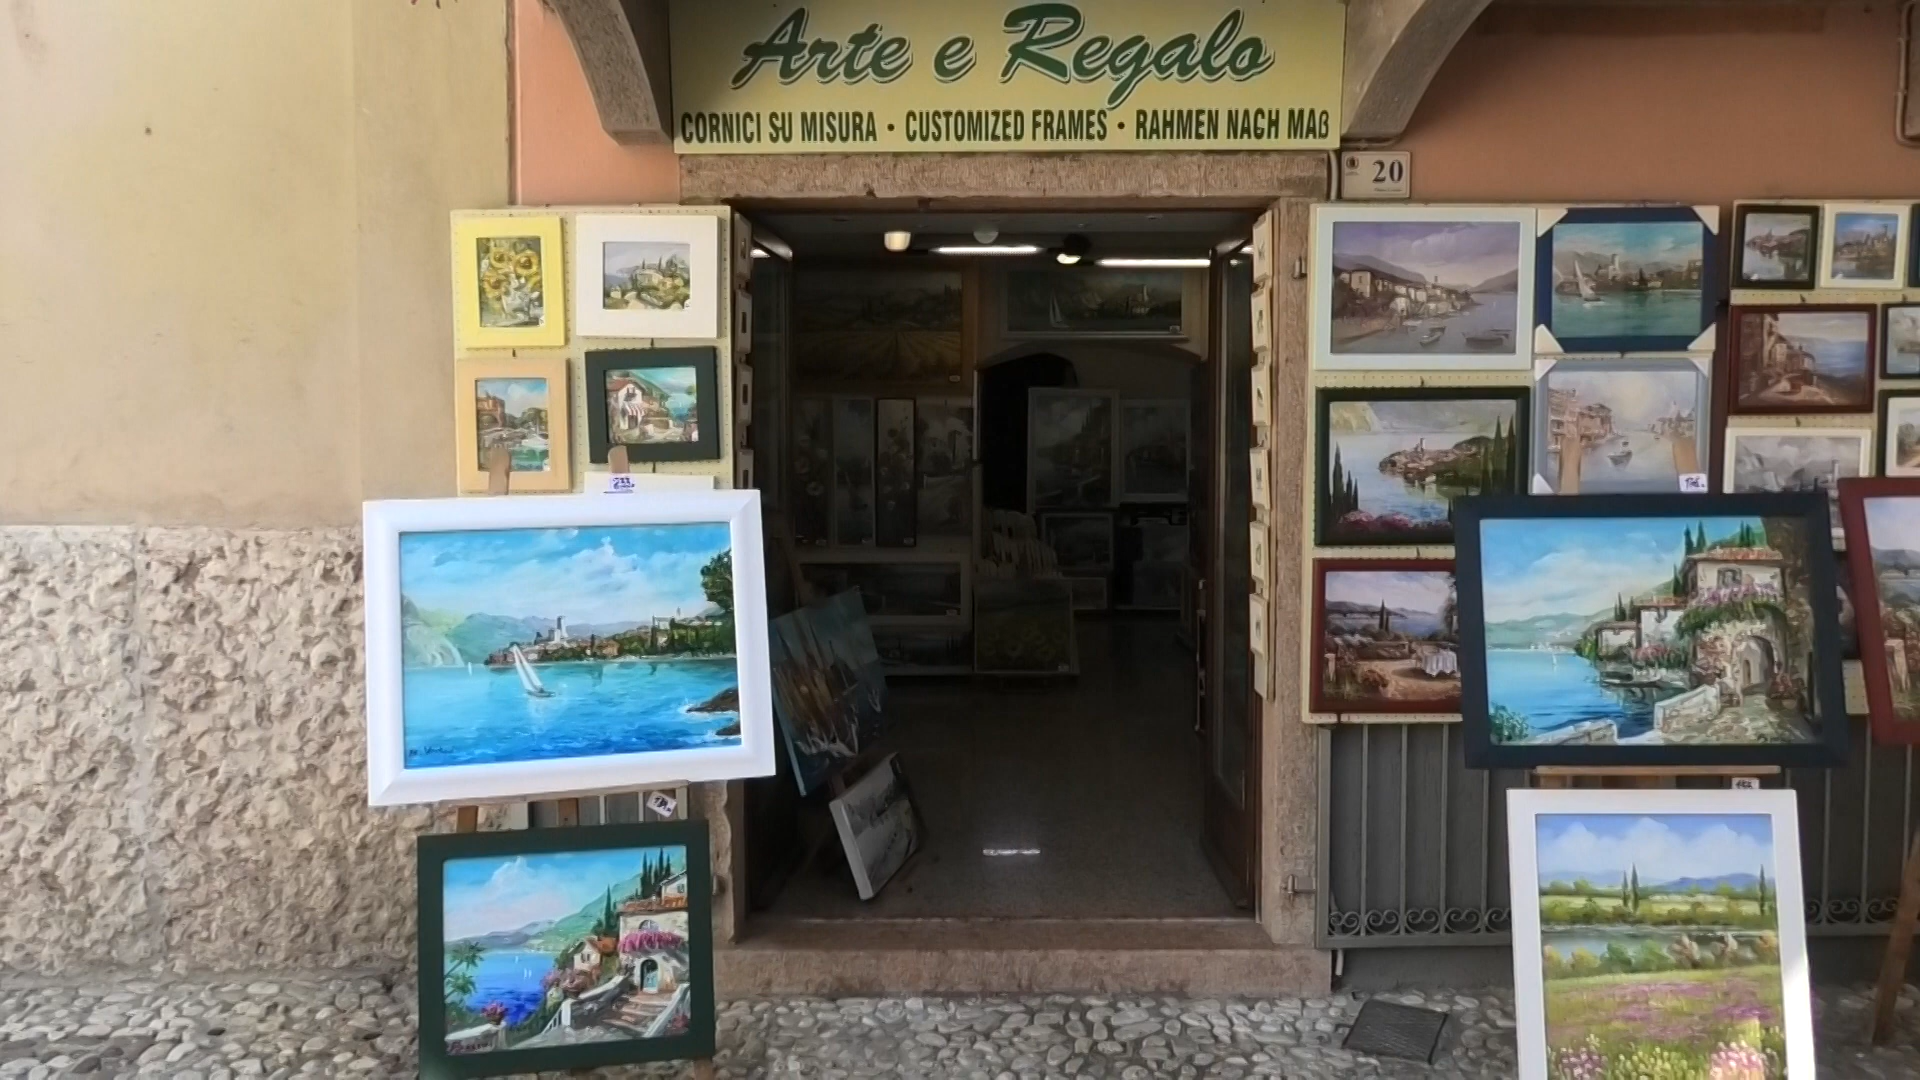 Arte e Regalo
CORNICI SU MISURA • CUSTOMIZED FRAMES • RAHMEN NACH MAß
20